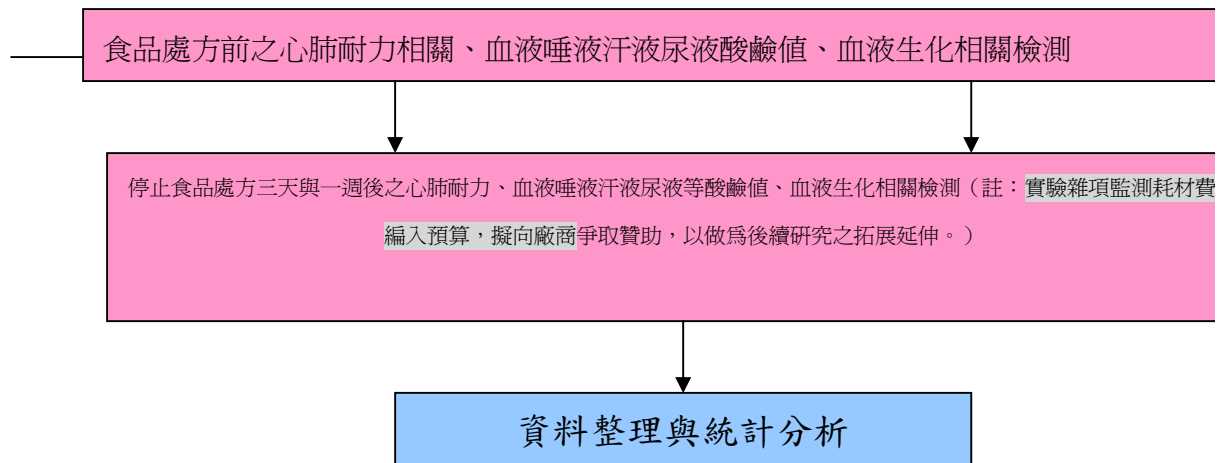 食品處方前之心肺耐力相關、血液唾液汗液尿液酸鹼值、血液生化相關檢測
停止食品處方三天與一週後之心肺耐力、血液唾液汗液尿液等酸鹼值、血液生化相關檢測（註：實驗雜項監測耗材費
編入預算，擬向廠商爭取贊助，以做為後續研究之拓展延伸。）
資料整理與統計分析